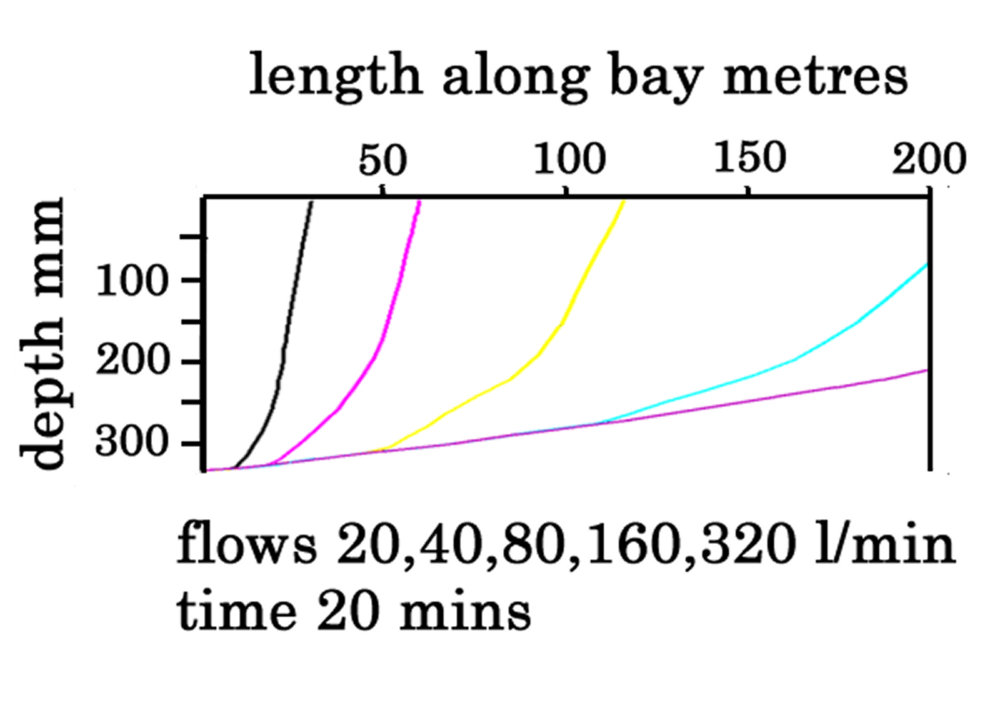 length along bay metres
50 100 150 200
depth mm
100
200
300
flows 20,40,80,160,320 l/min
time 20 mins